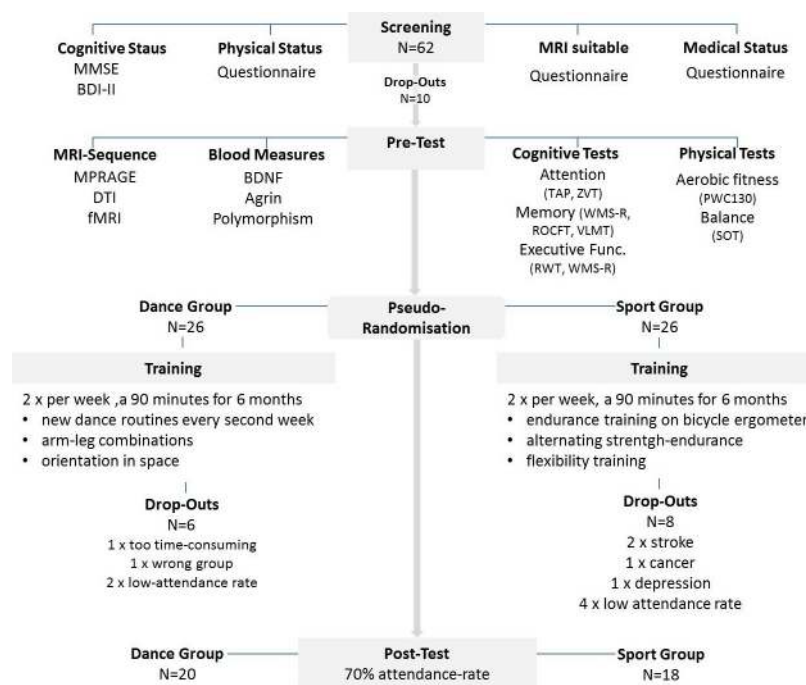 Screening
N=62
Cognitive Staus
MMSE
BDI-II
Physical Status
Questionnaire
MRI suitable
Questionnaire
Medical Status
Questionnaire
Drop-Outs
N=10
Pre-Test
MRI-Sequence
MPRAGE
DTI
fMRI
Blood Measures
BDNF
Agrin
Polymorphism
Cognitive Tests
Attention
(TAP, ZVT)
Memory (WMS-R,
ROCFT, VLMT)
Executive Func.
(RWT, WMS-R)
Physical Tests
Aerobic fitness
(PWC130)
Balance
(SOT)
Pseudo-
Randomisation
Dance Group
N=26
Sport Group
N=26
Training
2 x per week ,a 90 minutes for 6 months
• new dance routines every second week
• arm-leg combinations
• orientation in space
Drop-Outs
N=6
1 x too time-consuming
1 x wrong group
2 x low-attendance rate
Training
2 x per week, a 90 minutes for 6 months
• endurance training on bicycle ergometer
• alternating strentgh-endurance
• flexibility training
Drop-Outs
N=8
2 x stroke
1 x cancer
1 x depression
4 x low attendance rate
Dance Group
N=20
Post-Test
70% attendance-rate
Sport Group
N=18